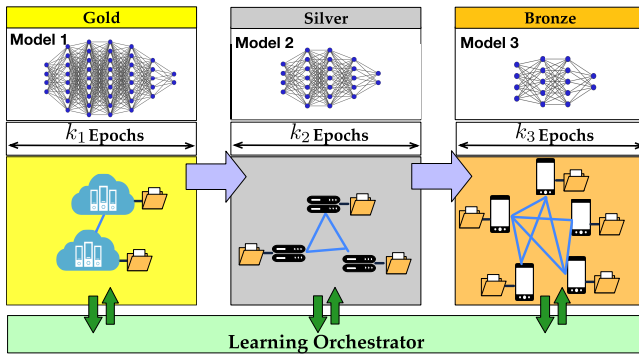 Gold
Silver
Bronze
Model 1
Model 2
Model 3
k₁ Epochs
k₂ Epochs
k₃ Epochs
Learning Orchestrator